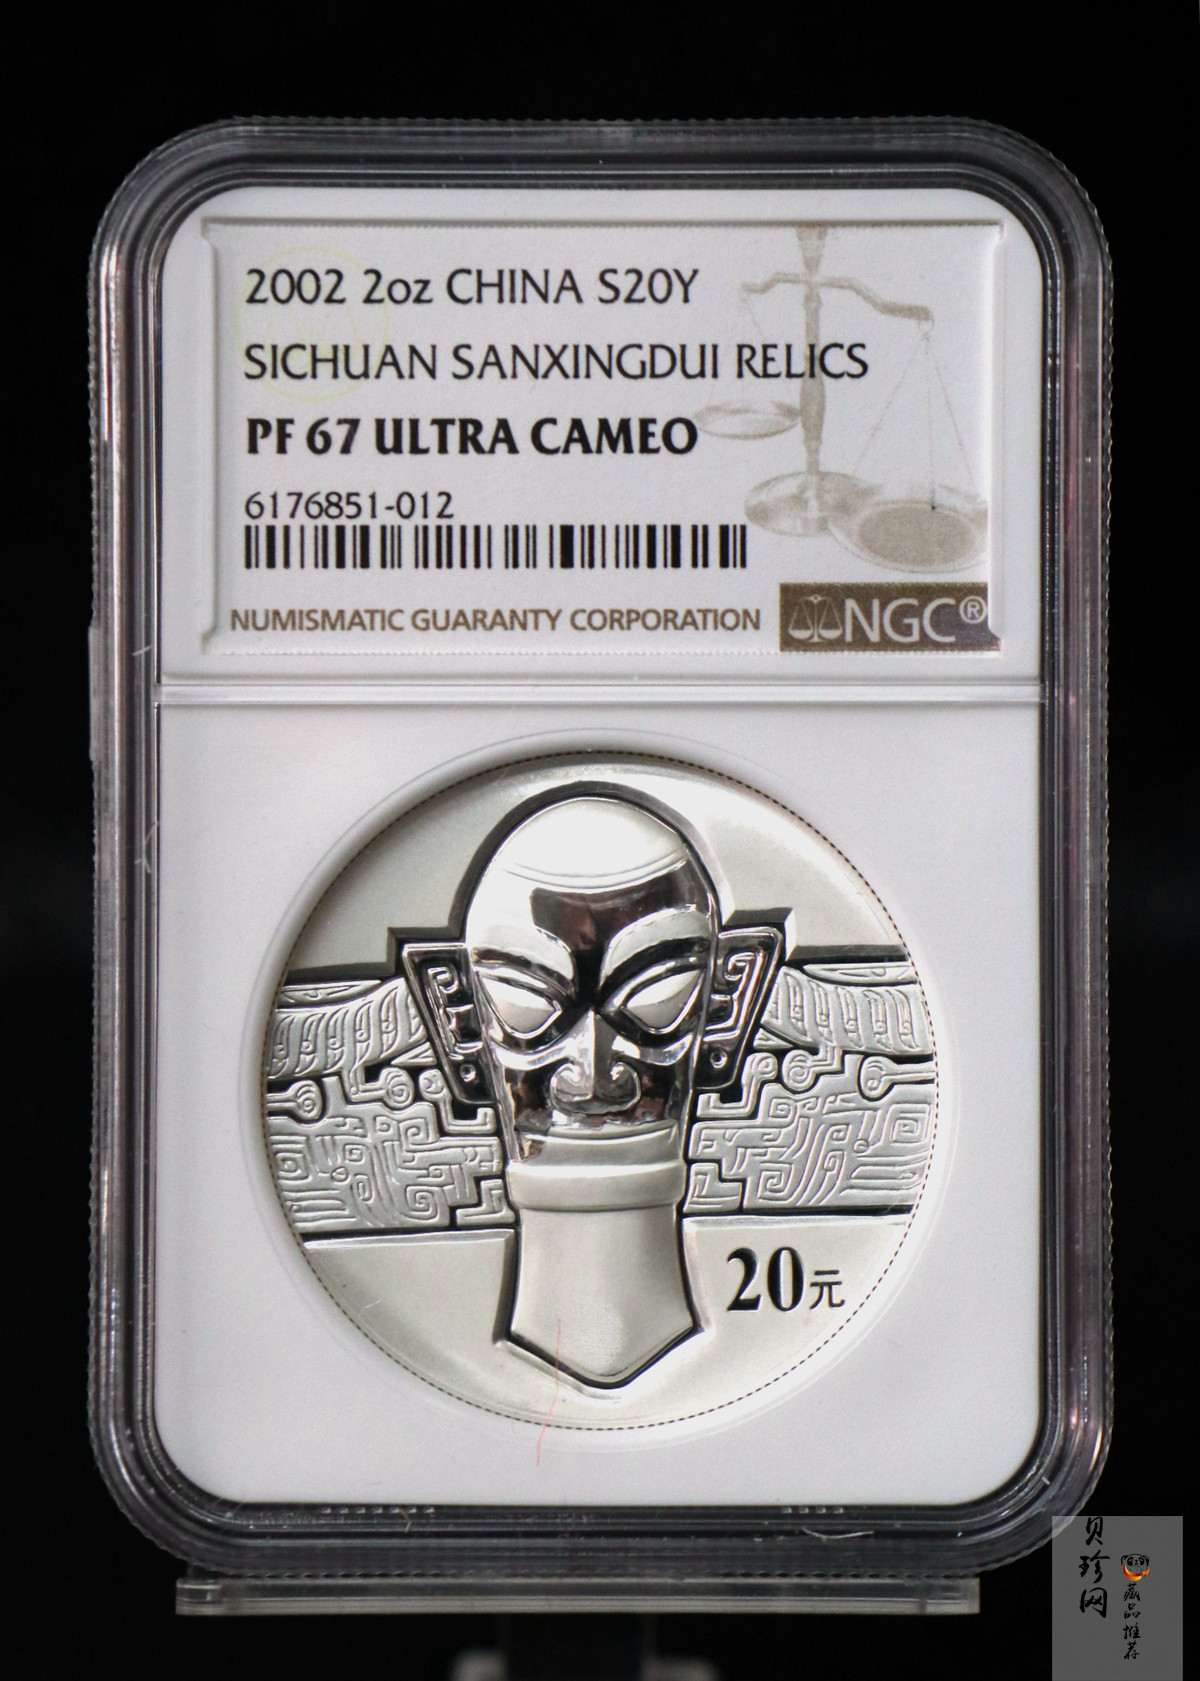 2002 2oz CHINA S20Y
SICHUAN SANXINGDUI RELICS
PF 67 ULTRA CAMEO
6176851-012
NUMISMATIC GUARANTY CORPORATION
NGC®
20元
贝珍网
藏品推荐